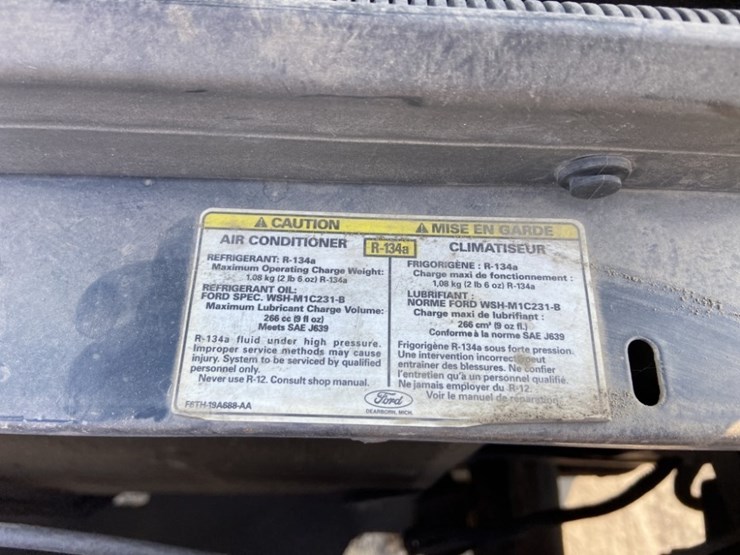 ⚠ CAUTION
AIR CONDITIONER
REFRIGERANT: R-134a
Maximum Operating Charge Weight:
1.08 kg (2 lb 6 oz) R-134a
REFRIGERANT OIL:
FORD SPEC. WSH-M1C231-B
Maximum Lubricant Charge Volume:
266 cc (9 fl oz)
Meets SAE J639
R-134a fluid under high pressure.
Improper service methods may cause
injury. System to be serviced by qualified
personnel only.
Never use R-12. Consult shop manual.
F6TH-19A688-AA
R-134a
⚠ MISE EN GARDE
CLIMATISEUR
FRIGORIGÈNE : R-134a
Charge maxi de fonctionnement :
1,08 kg (2 lb 6 oz) R-134a
LUBRIFIANT :
NORME FORD WSH-M1C231-B
Charge maxi de lubrifiant :
266 cm³ (9 oz fl.)
Conforme à la norme SAE J639
Frigorigène R-134a sous forte pression.
Une intervention incorrecte peut
entraîner des blessures. Ne confier
l'entretien qu'à un personnel qualifié.
Ne jamais employer du R-12.
Voir le manuel de réparation.
Ford
DEARBORN, MICH.